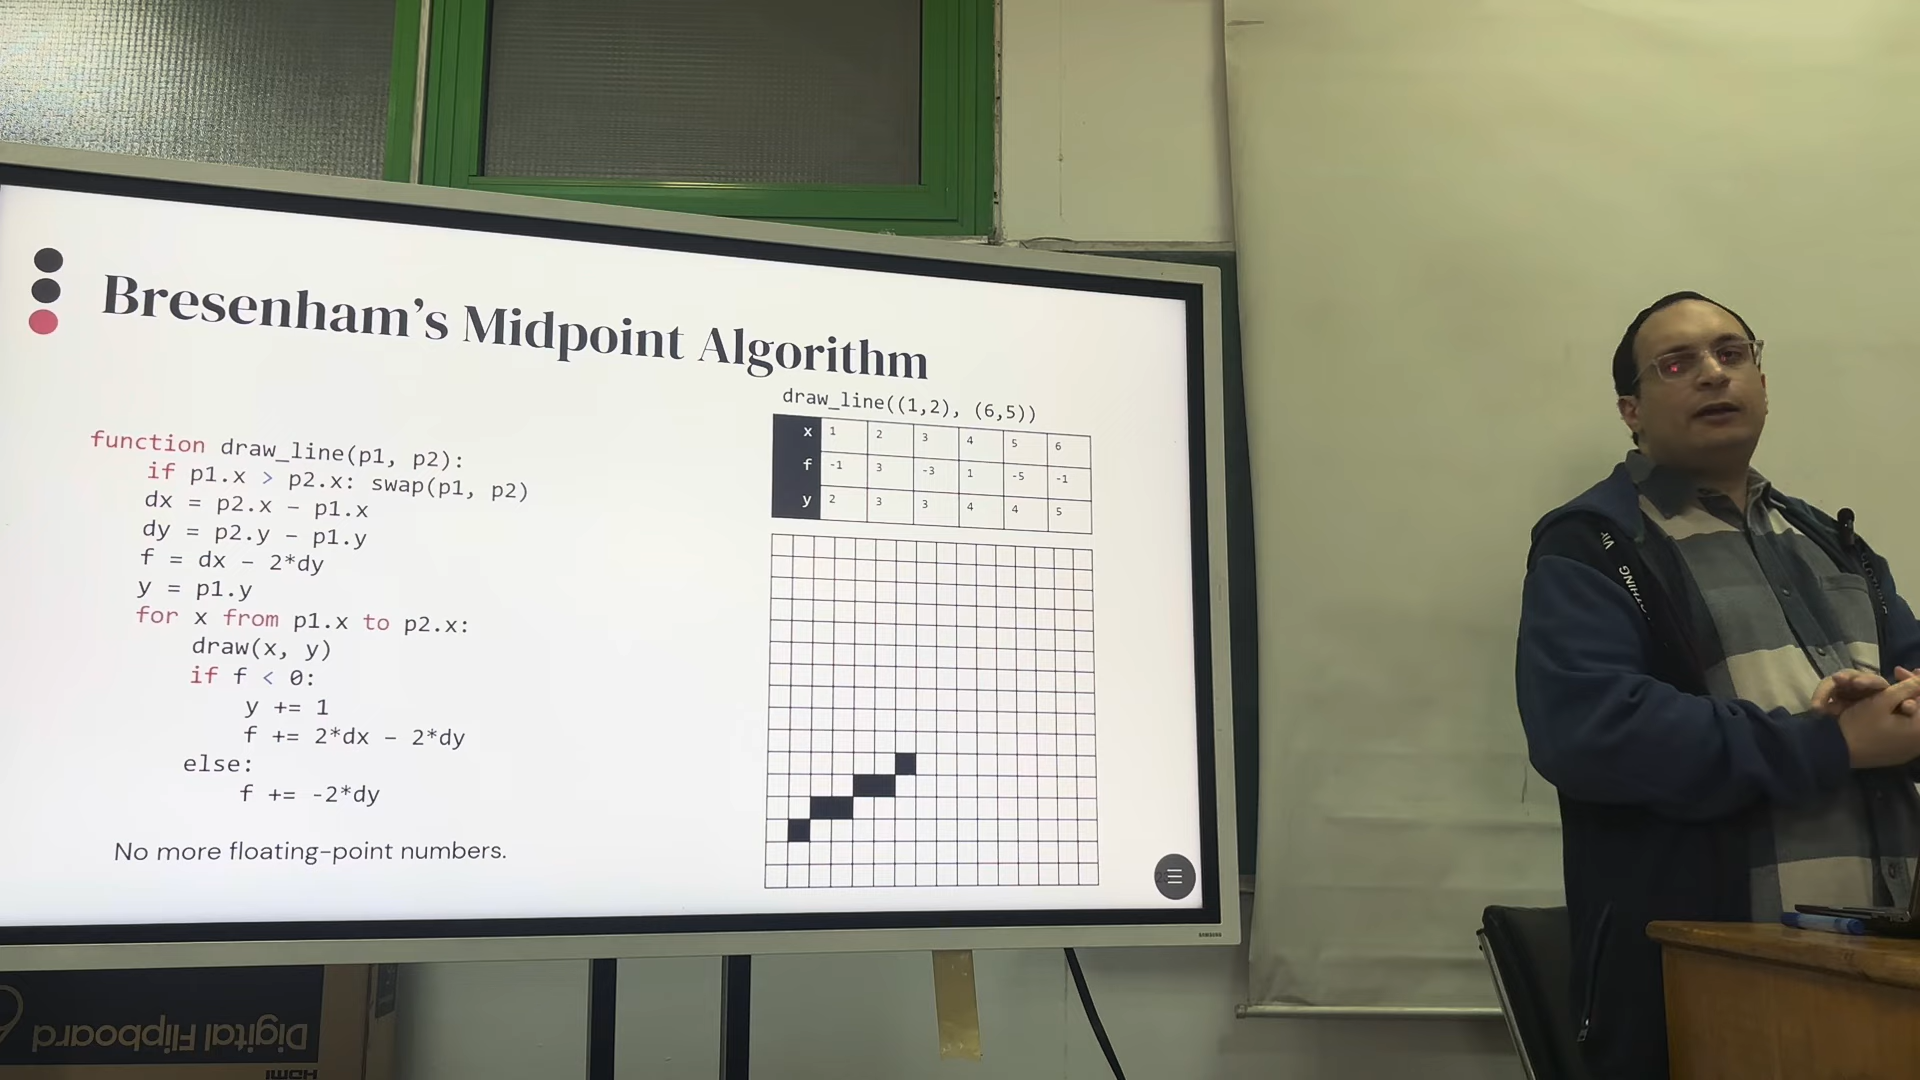 Bresenham's Midpoint Algorithm
function draw_line(p1, p2):
if p1.x > p2.x: swap(p1, p2)
dx = p2.x - p1.x
dy = p2.y - p1.y
f = dx - 2*dy
y = p1.y
for x from p1.x to p2.x:
draw(x, y)
if f < 0:
y += 1
f += 2*dx - 2*dy
else:
f += -2*dy
No more floating-point numbers.
draw_line((1,2), (6,5))
x 1 2 3 4 5 6
f -1 3 -3 1 -5 -1
y 2 3 3 4 4 5
SAMSUNG
Digital Flipboard
HDMI